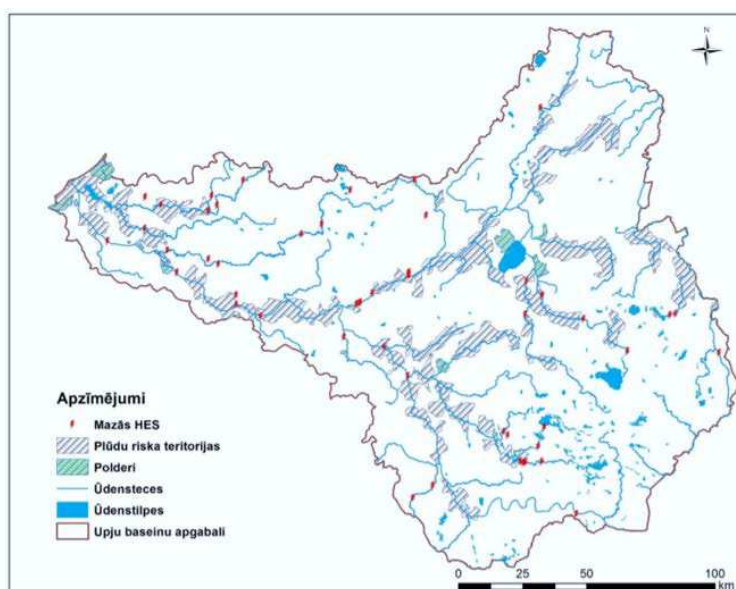 N
Apzīmējumi
Mazās HES
Plūdu riska teritorijas
Polderi
Ūdensteces
Ūdenstilpes
Upju baseinu apgabali
0 25 50 100
km